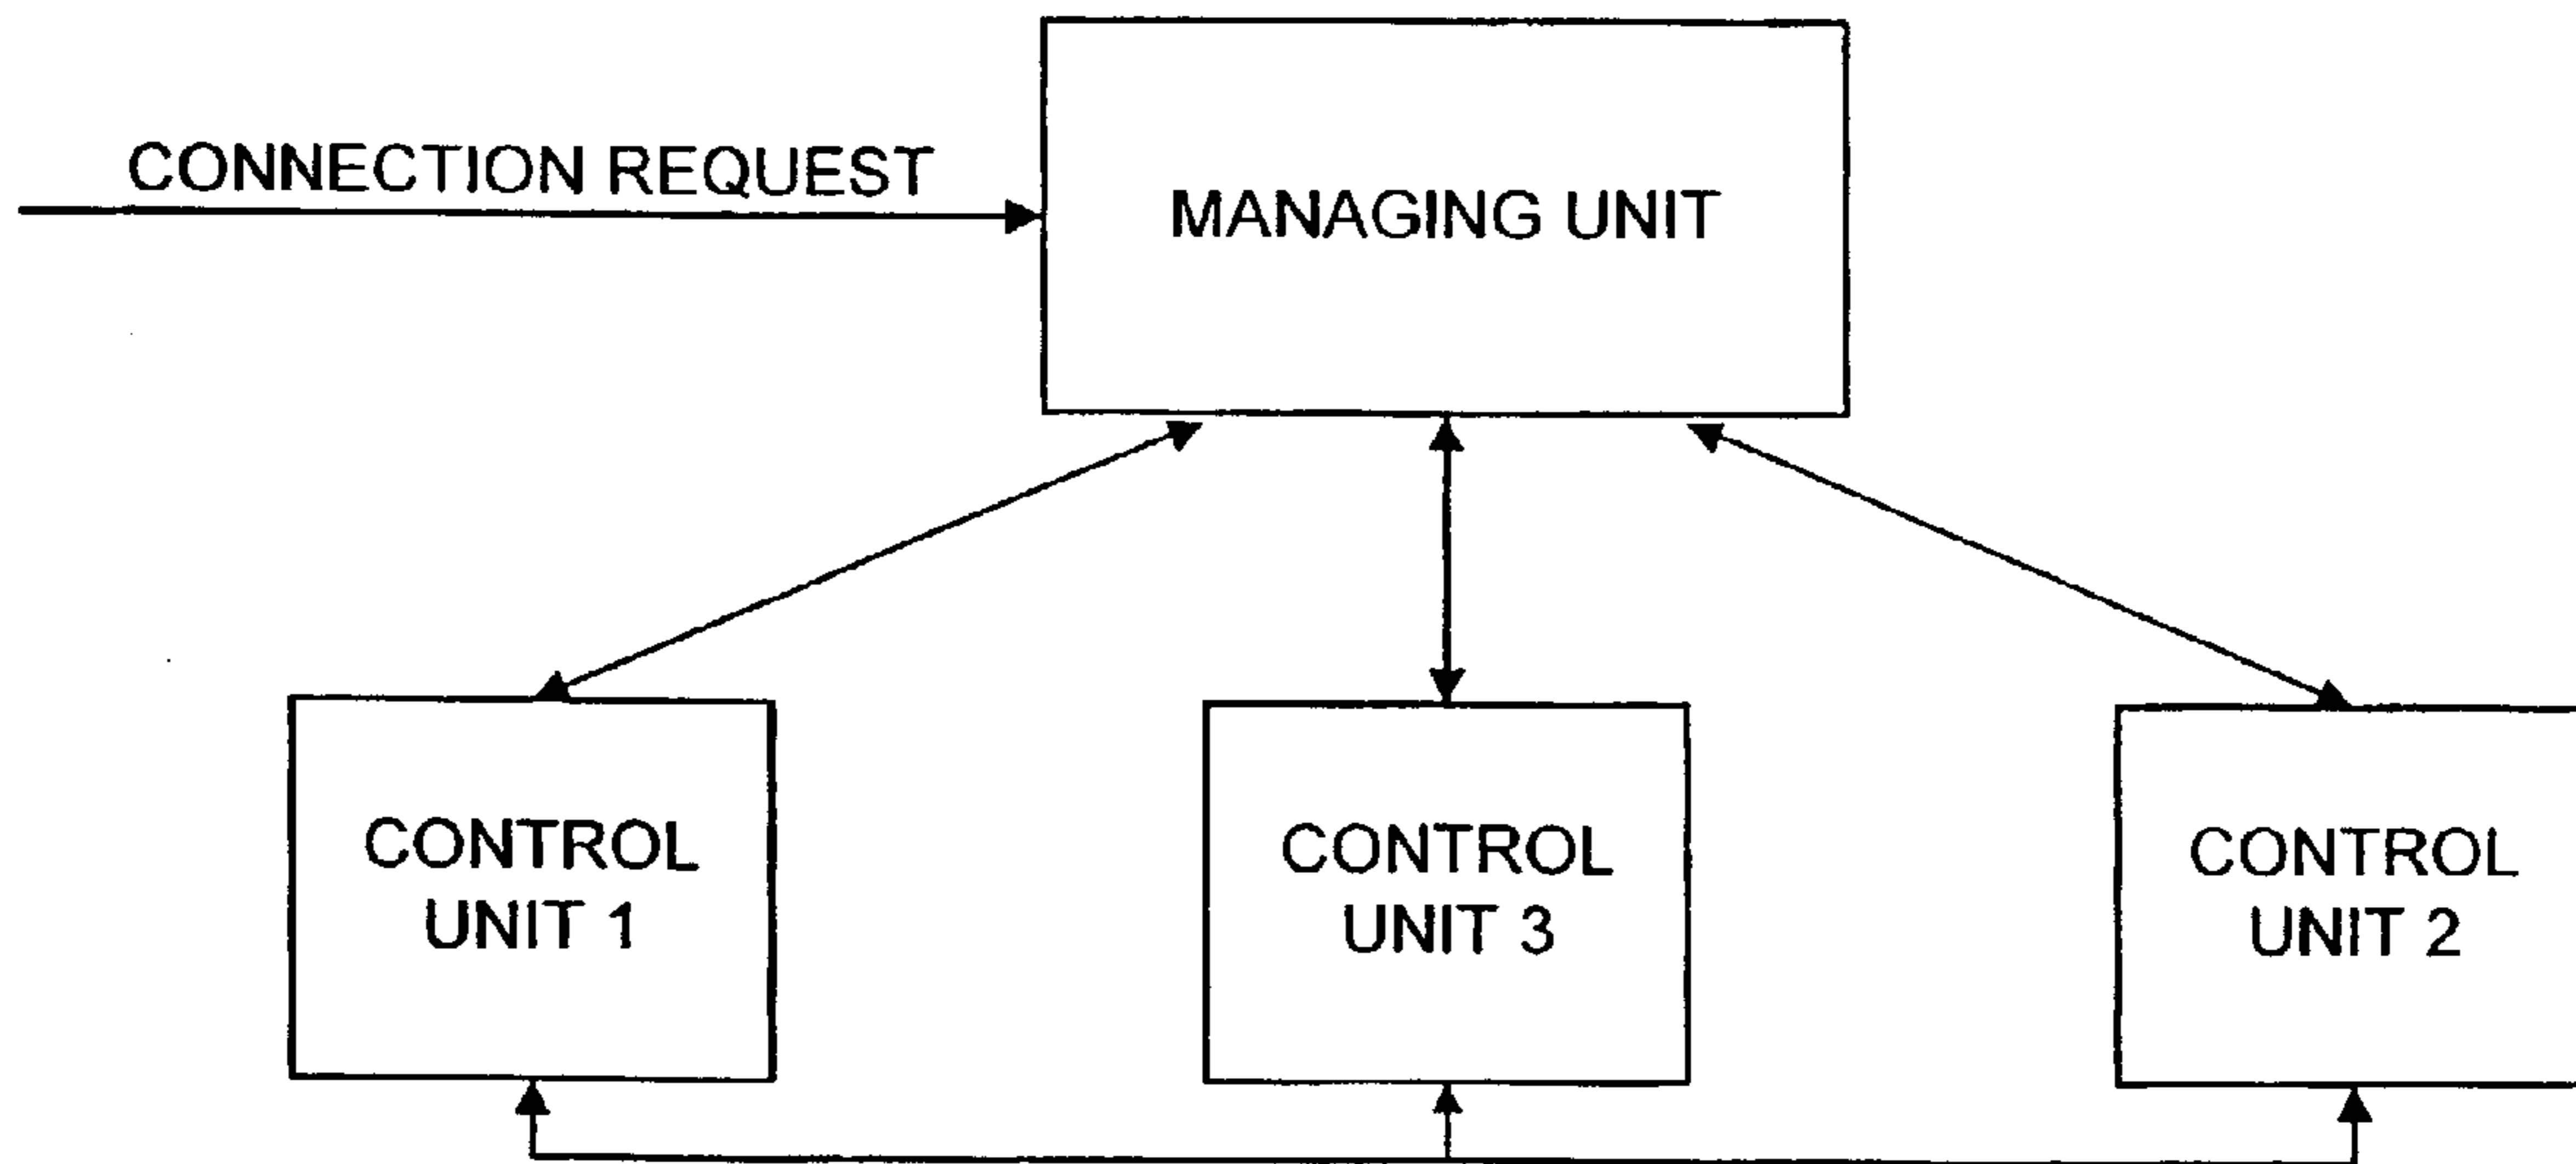 CONNECTION REQUEST
MANAGING UNIT
CONTROL
UNIT 1
CONTROL
UNIT 3
CONTROL
UNIT 2